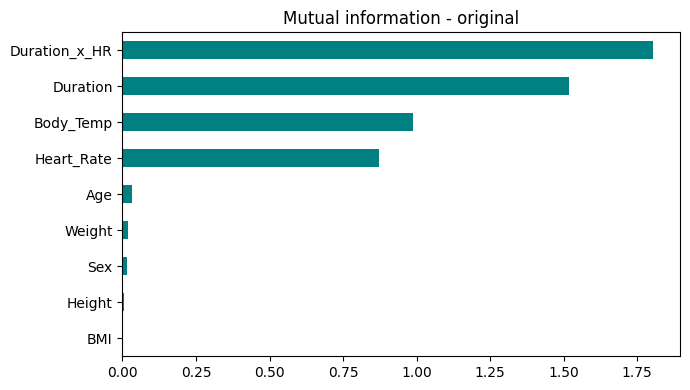 Mutual information - original
Duration_x_HR
Duration
Body_Temp
Heart_Rate
Age
Weight
Sex
Height
BMI
0.00 0.25 0.50 0.75 1.00 1.25 1.50 1.75